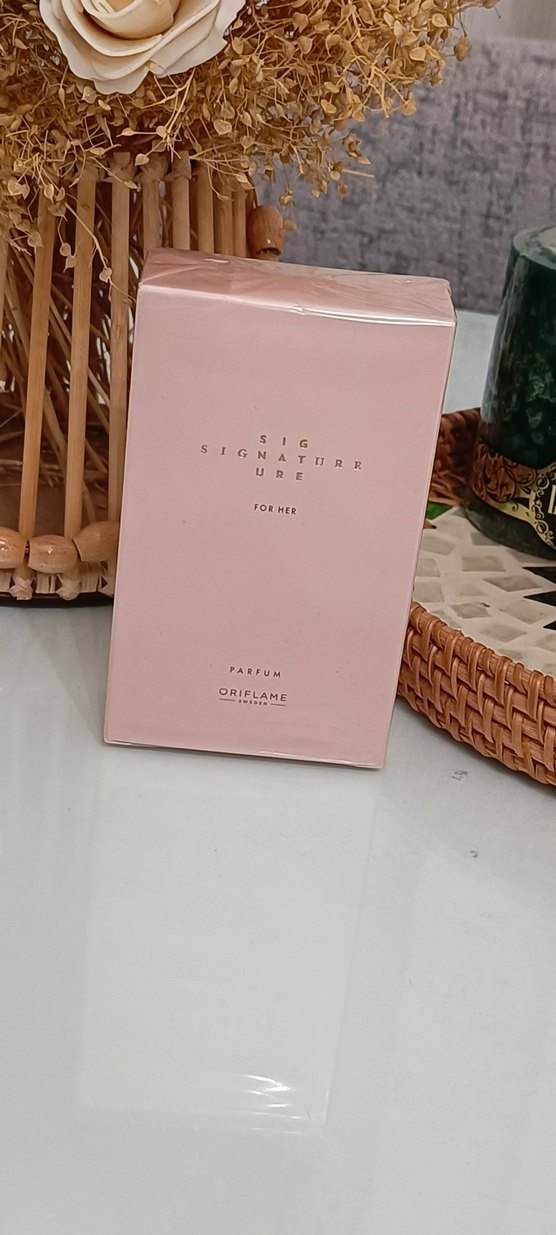 SIG
SIGNATURE
URE
FOR HER
PARFUM
ORIFLAME
SWEDEN